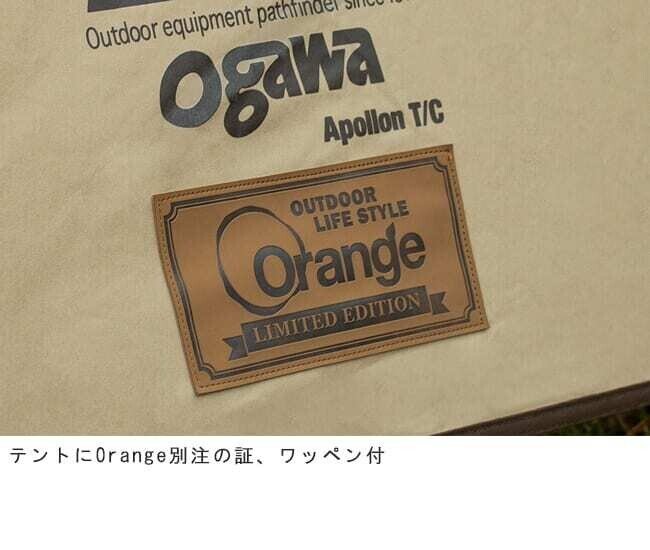 Outdoor equipment pathfinder since
ogawa
Apollon T/C
OUTDOOR
LIFE STYLE
Orange
LIMITED EDITION
テントにOrange別注の証、ワッペン付